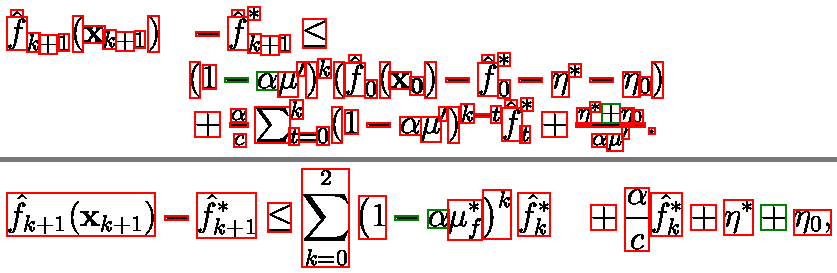 \hat{f}_{k+1}(\mathbf{x}_{k+1}) - \hat{f}^*_{k+1} \leq
(1 - \alpha\mu')^k (\hat{f}_0(\mathbf{x}_0) - \hat{f}^*_0 - \eta^* - \eta_0)
+ \frac{\alpha}{c} \sum_{t=0}^{k} (1 - \alpha\mu')^{k-t} \hat{f}^*_t + \frac{\eta^* + \eta_0}{\alpha\mu'}.
\hat{f}_{k+1}(\mathbf{x}_{k+1}) - \hat{f}^*_{k+1} \leq \sum_{k=0}^{2} (1 - \alpha\mu^*_f)^k \hat{f}^*_k + \frac{\alpha}{c} \hat{f}^*_k + \eta^* + \eta_0,